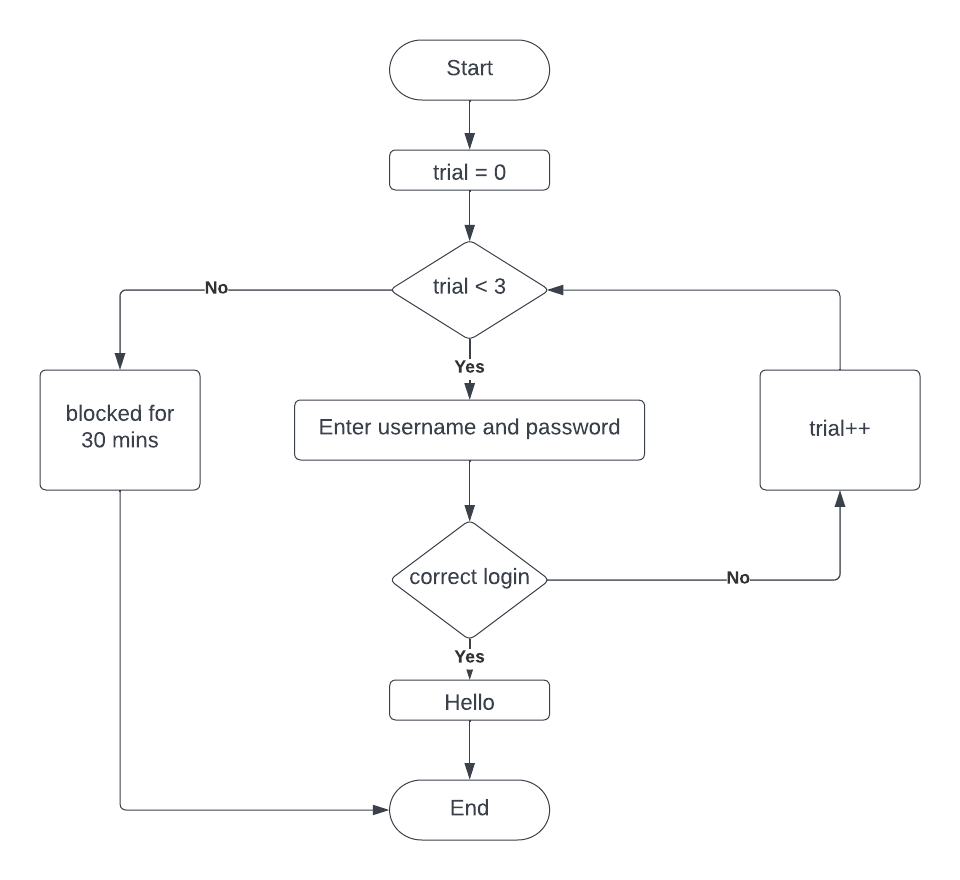 Start
trial = 0
trial < 3
No
Yes
blocked for
30 mins
Enter username and password
trial++
correct login
No
Yes
Hello
End